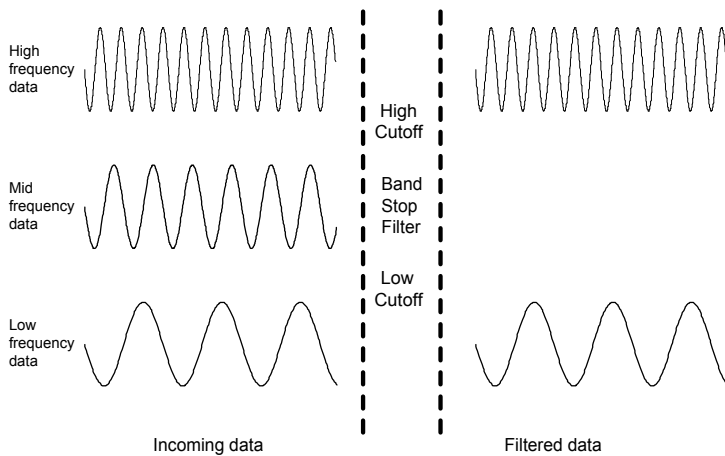 High
frequency
data
High
Cutoff
Mid
frequency
data
Band
Stop
Filter
Low
Cutoff
Low
frequency
data
Incoming data
Filtered data